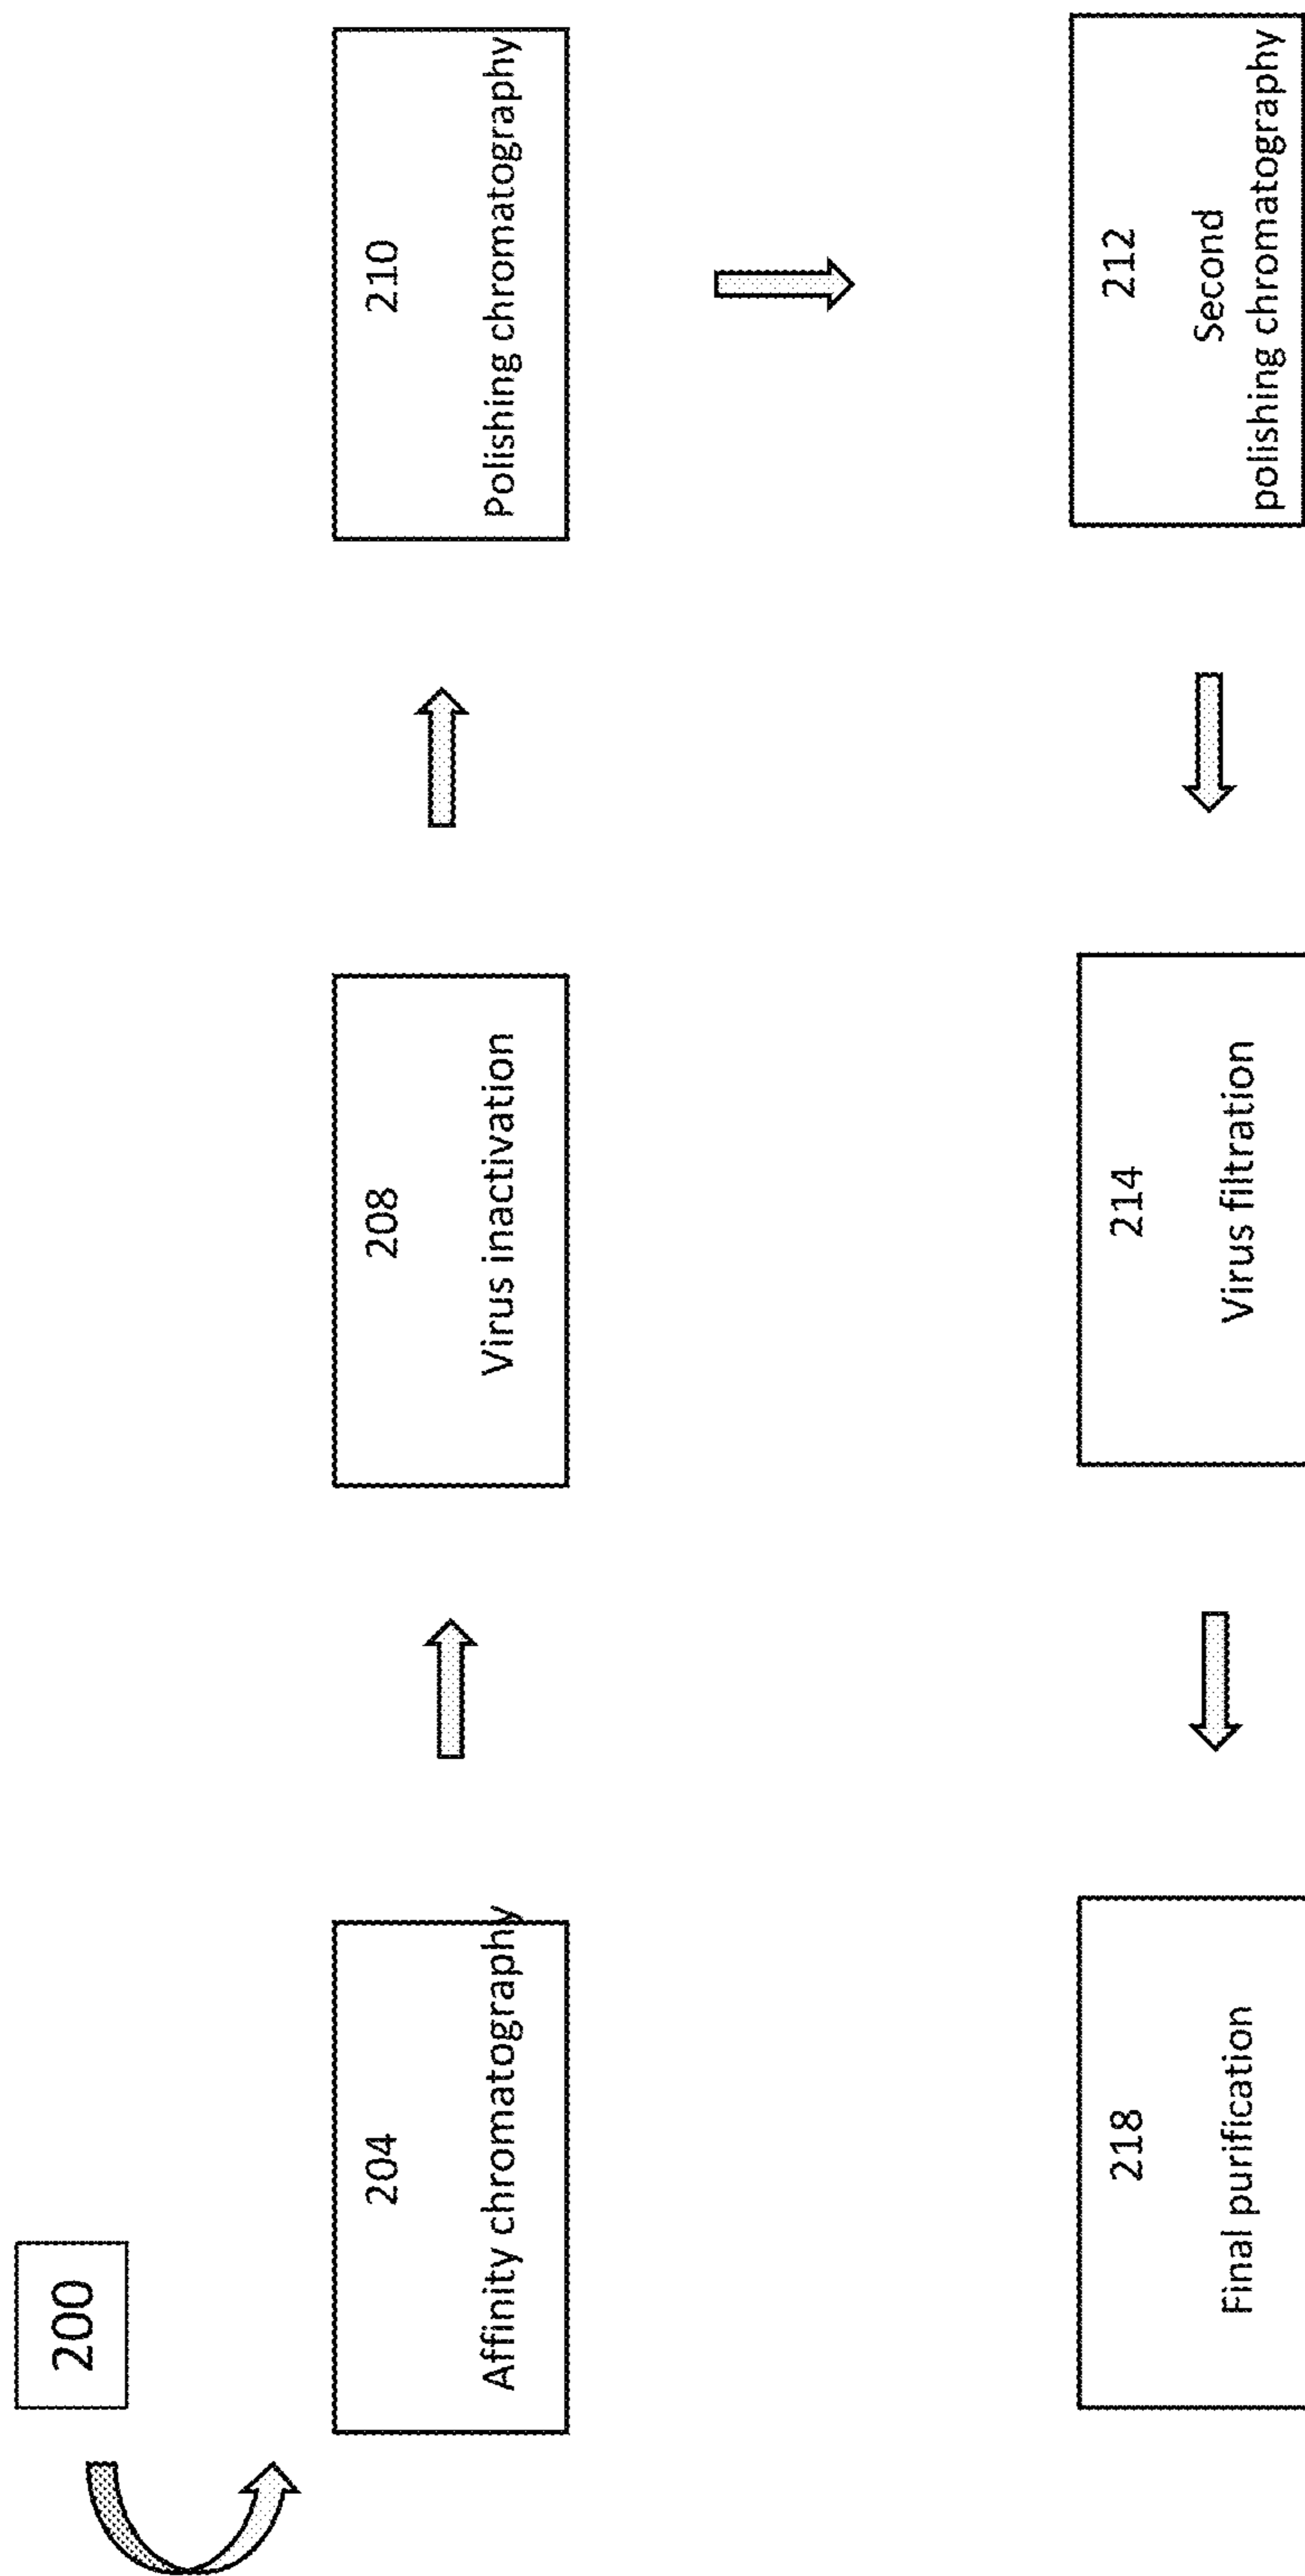 200
204
Affinity chromatography
208
Virus inactivation
210
Polishing chromatography
212
Second
polishing chromatography
214
Virus filtration
218
Final purification